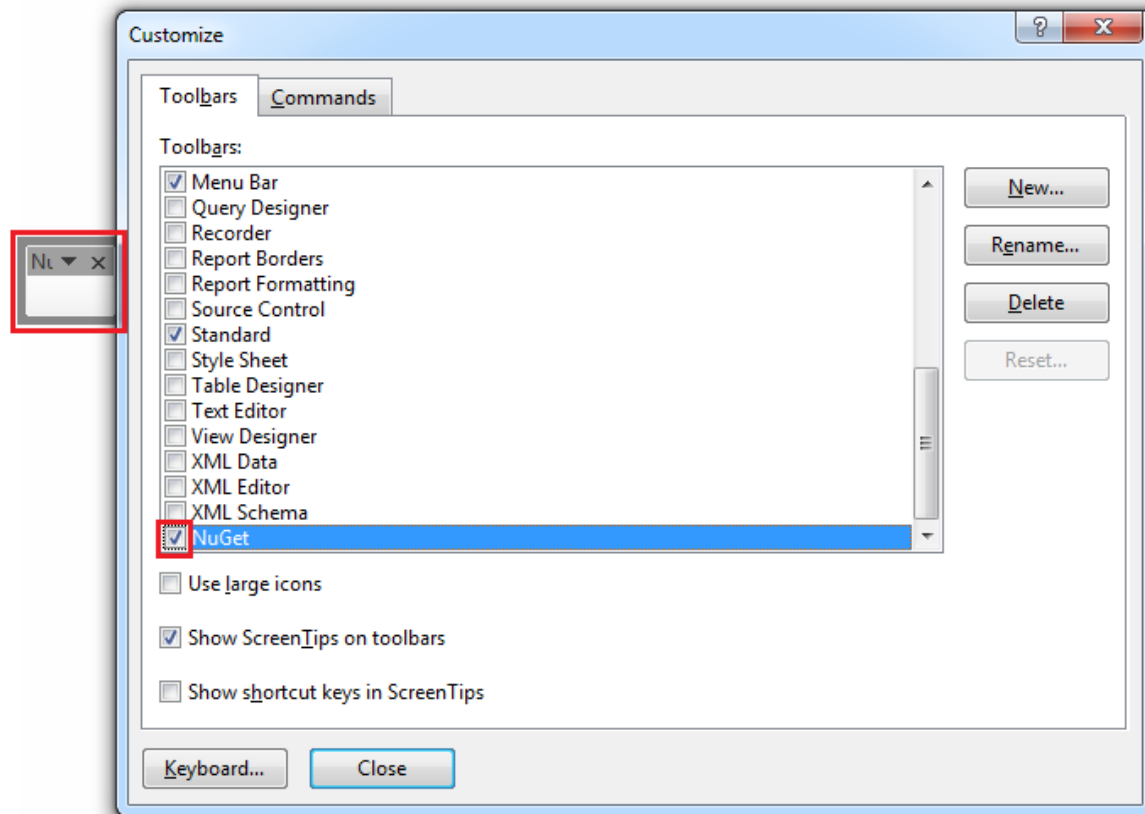 Customize
Toolbars
Commands
Toolbars:
Menu Bar
Query Designer
Recorder
Report Borders
Report Formatting
Source Control
Standard
Style Sheet
Table Designer
Text Editor
View Designer
XML Data
XML Editor
XML Schema
NuGet
New...
Rename...
Delete
Reset...
Use large icons
Show ScreenTips on toolbars
Show shortcut keys in ScreenTips
Keyboard...
Close